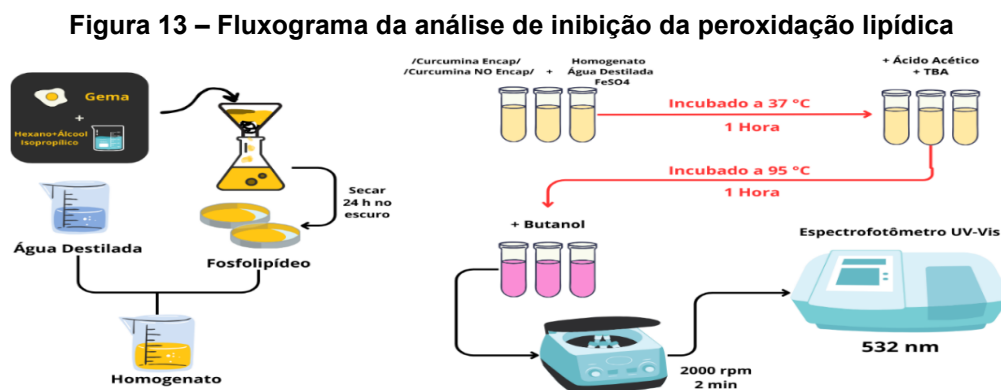 Figura 13 – Fluxograma da análise de inibição da peroxidação lipídica
Gema
+
Hexano+Álcool
Isopropílico
Secar
24 h no
escuro
Água Destilada
Fosfolipídeo
Homogenato
/Curcumina Encap/
/Curcumina NO Encap/
+
Homogenato
Água Destilada
FeSO4
Incubado a 37 °C
1 Hora
+ Ácido Acético
+ TBA
Incubado a 95 °C
1 Hora
+ Butanol
2000 rpm
2 min
Espectrofotômetro UV-Vis
532 nm